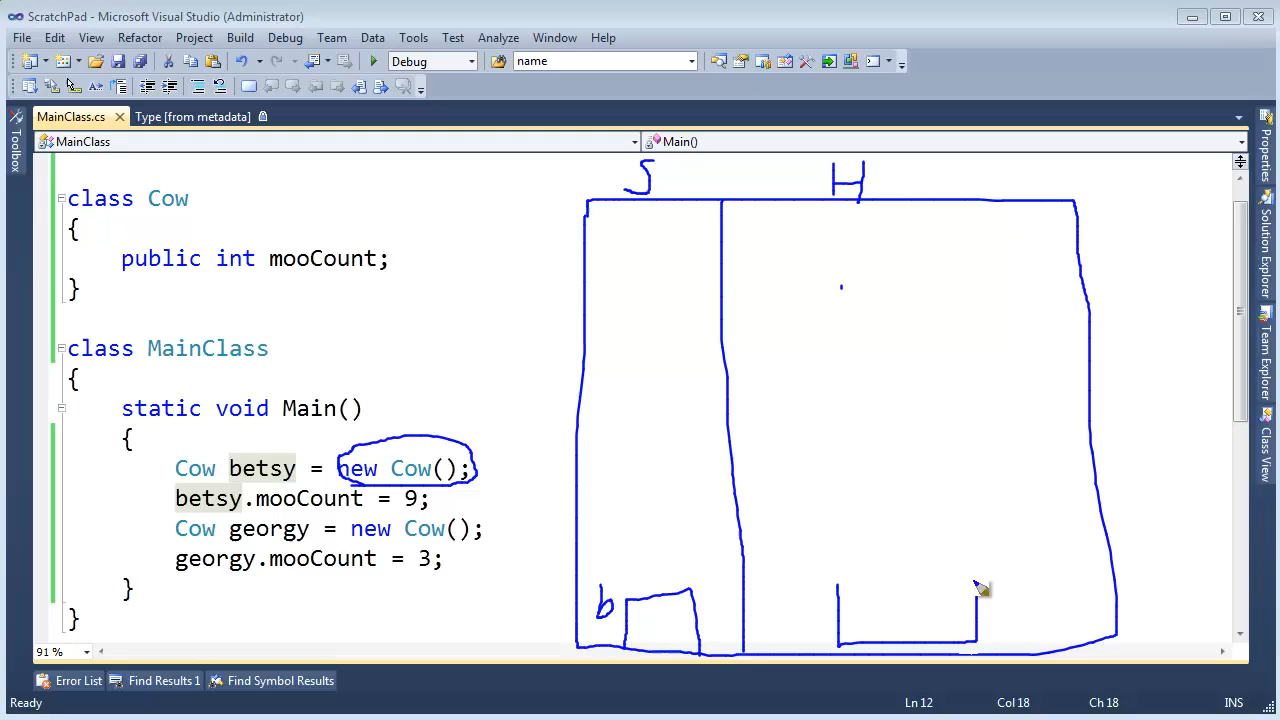 ScratchPad - Microsoft Visual Studio (Administrator)
File Edit View Refactor Project Build Debug Team Data Tools Test Analyze Window Help
Debug name
MainClass.cs Type [from metadata]
MainClass Main()
Toolbox
S H
class Cow
{
public int mooCount;
}
class MainClass
{
static void Main()
{
Cow betsy = new Cow();
betsy.mooCount = 9;
Cow georgy = new Cow();
georgy.mooCount = 3;
}
}
b
Properties
Solution Explorer
Team Explorer
Class View
91 %
Error List Find Results 1 Find Symbol Results
Ready Ln 12 Col 18 Ch 18 INS